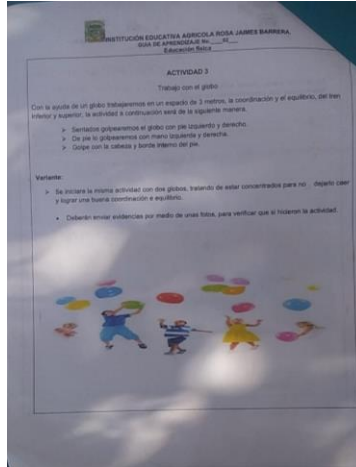 INSTITUCIÓN EDUCATIVA AGRICOLA ROSA JAIMES BARRERA,
GUIA DE APRENDIZAJE No.
Educación física
ACTIVIDAD 3
Trabajo con el globo
Con la ayuda de un globo trabajaremos en un espacio de 3 metros, la coordinación y el equilibrio, del tren
inferior y superior, la actividad a continuación será de la siguiente manera.
➢ Sentados golpearemos el globo con pie izquierdo y derecho.
➢ De pie lo golpearemos con mano izquierda y derecha.
➢ Golpe con la cabeza y borde interno del pie.
Variante:
➢ Se iniciara la misma actividad con dos globos, tratando de estar concentrados para no dejarlo caer
y lograr una buena coordinación e equilibrio.
• Deberán enviar evidencias por medio de unas fotos, para verificar que si hicieron la actividad.